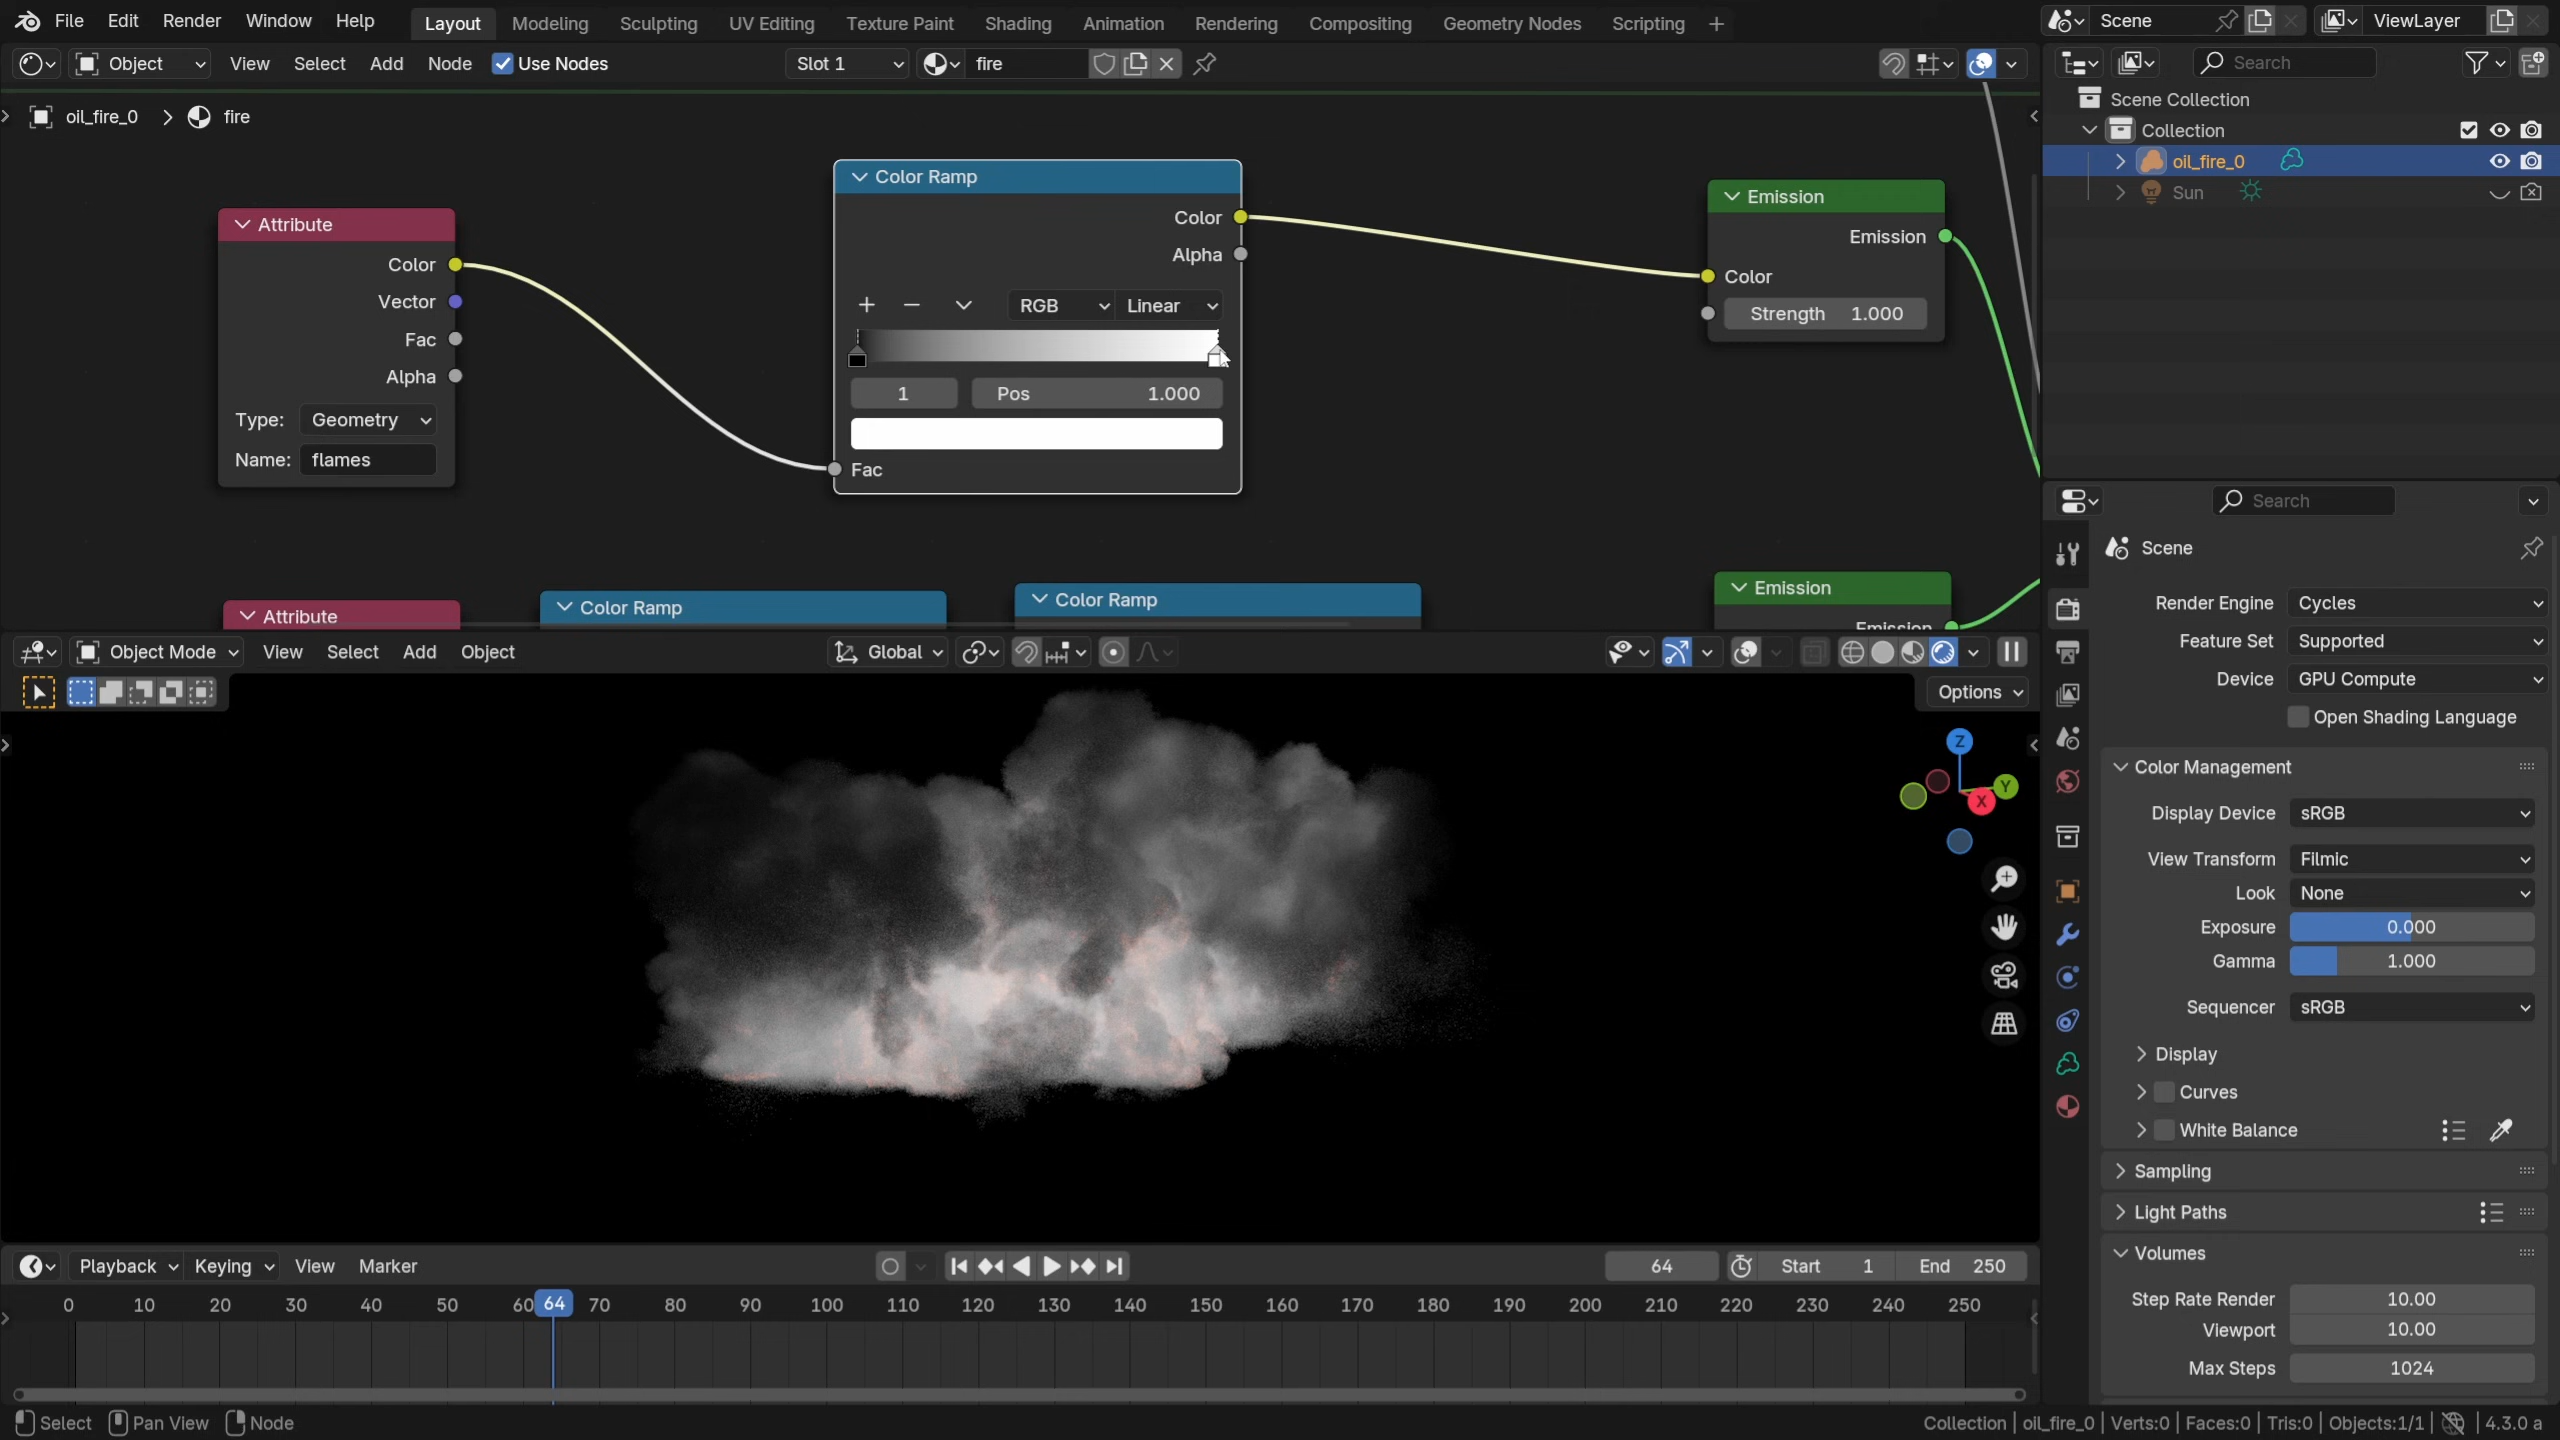 File Edit Render Window Help Layout Modeling Sculpting UV Editing Texture Paint Shading Animation Rendering Compositing Geometry Nodes Scripting + Scene ViewLayer
Object View Select Add Node Use Nodes Slot 1 fire Search
oil_fire_0 > fire
Scene Collection
Collection
oil_fire_0
Sun
Color Ramp
Color
Alpha
RGB Linear
1 Pos 1.000
Fac
Attribute
Color
Vector
Fac
Alpha
Type: Geometry
Name: flames
Emission
Emission
Color
Strength 1.000
Attribute
Color Ramp
Color Ramp
Emission
Emission
Object Mode View Select Add Object Global
Options
Z
Y
X
Search
Scene
Render Engine Cycles
Feature Set Supported
Device GPU Compute
Open Shading Language
Color Management
Display Device sRGB
View Transform Filmic
Look None
Exposure 0.000
Gamma 1.000
Sequencer sRGB
Display
Curves
White Balance
Sampling
Light Paths
Volumes
Step Rate Render 10.00
Viewport 10.00
Max Steps 1024
Playback Keying View Marker 64 Start 1 End 250
0 10 20 30 40 50 60 64 70 80 90 100 110 120 130 140 150 160 170 180 190 200 210 220 230 240 250
Select Pan View Node Collection | oil_fire_0 | Verts:0 | Faces:0 | Tris:0 | Objects:1/1 | 4.3.0 a